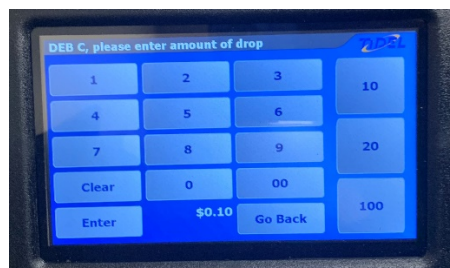 DEB C, please enter amount of drop
TIDEL
1 2 3 10
4 5 6
7 8 9 20
Clear 0 00
Enter $0.10 Go Back 100